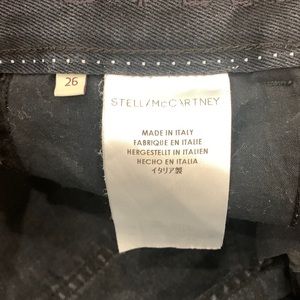 26
STELLA McCARTNEY
MADE IN ITALY
FABRIQUE EN ITALIE
HERGESTELLT IN ITALIEN
HECHO EN ITALIA
イタリア製